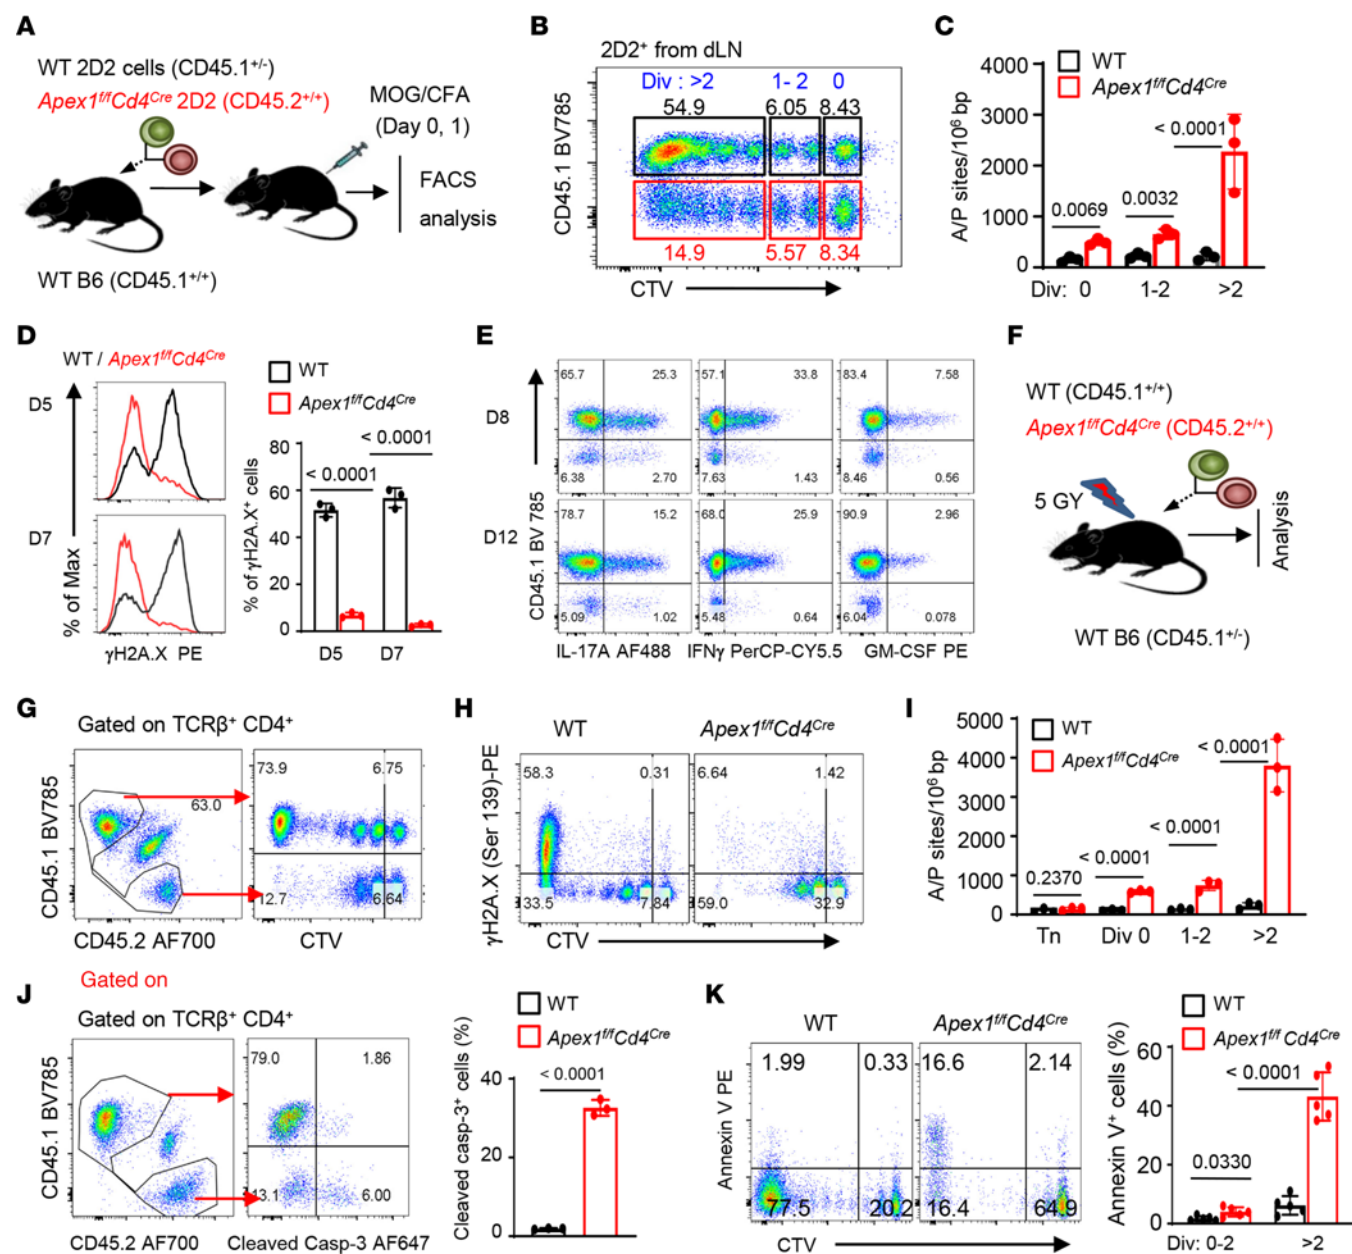 A
WT 2D2 cells (CD45.1+/-)
Apex1f/fCd4Cre 2D2 (CD45.2+/+)
MOG/CFA
(Day 0, 1)
FACS
analysis
WT B6 (CD45.1+/+)
B
2D2+ from dLN
Div : >2 1- 2 0
54.9 6.05 8.43
CD45.1 BV785
14.9 5.57 8.34
CTV
C
WT
Apex1f/fCd4Cre
A/P sites/10^6 bp
4000
3000
2000
1000
0
0.0069
0.0032
< 0.0001
Div: 0 1-2 >2
D
WT / Apex1f/fCd4Cre
D5
D7
% of Max
γH2A.X PE
WT
Apex1f/fCd4Cre
% of γH2A.X+ cells
80
60
40
20
0
< 0.0001
< 0.0001
D5 D7
E
D8
65.7 25.3 57.1 33.8 83.4 7.58
6.38 2.70 7.63 1.43 8.46 0.56
D12
78.7 15.2 68.0 25.9 90.9 2.96
5.09 1.02 5.48 0.64 6.04 0.078
CD45.1 BV 785
IL-17A AF488 IFNγ PerCP-CY5.5 GM-CSF PE
F
WT (CD45.1+/+)
Apex1f/fCd4Cre (CD45.2+/+)
5 GY
Analysis
WT B6 (CD45.1+/-)
G
Gated on TCRβ+ CD4+
CD45.1 BV785
63.0
73.9 6.75
12.7 6.64
CD45.2 AF700 CTV
H
WT Apex1f/fCd4Cre
γH2A.X (Ser 139)-PE
58.3 0.31 6.64 1.42
33.5 7.84 59.0 32.9
CTV
I
WT
Apex1f/fCd4Cre
A/P sites/10^6 bp
5000
4000
3000
2000
1000
0
0.2370
< 0.0001
< 0.0001
< 0.0001
Tn Div 0 1-2 >2
J
Gated on
Gated on TCRβ+ CD4+
CD45.1 BV785
79.0 1.86
13.1 6.00
CD45.2 AF700 Cleaved Casp-3 AF647
WT
Apex1f/fCd4Cre
Cleaved casp-3+ cells (%)
40
20
0
< 0.0001
K
WT Apex1f/fCd4Cre
Annexin V PE
1.99 0.33 16.6 2.14
77.5 20.2 16.4 64.9
CTV
WT
Apex1f/f Cd4Cre
Annexin V+ cells (%)
60
40
20
0
0.0330
< 0.0001
Div: 0-2 >2